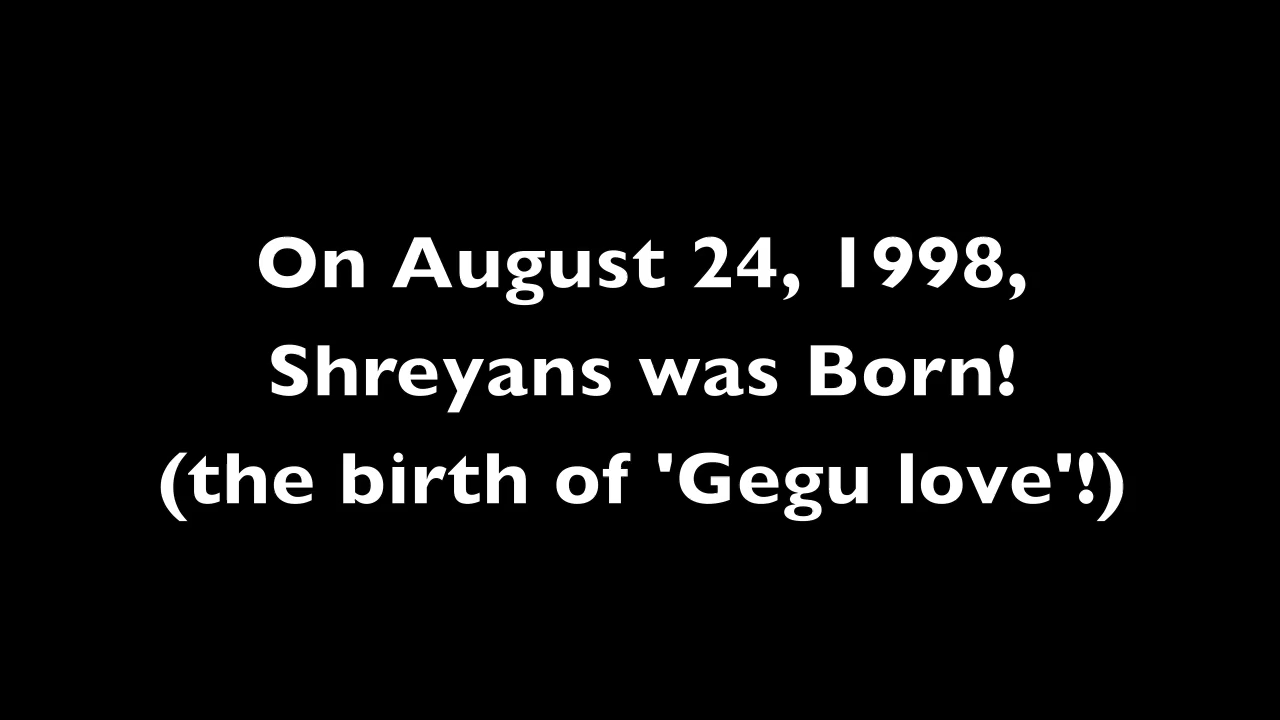 On August 24, 1998,
Shreyans was Born!
(the birth of 'Gegu love'!)